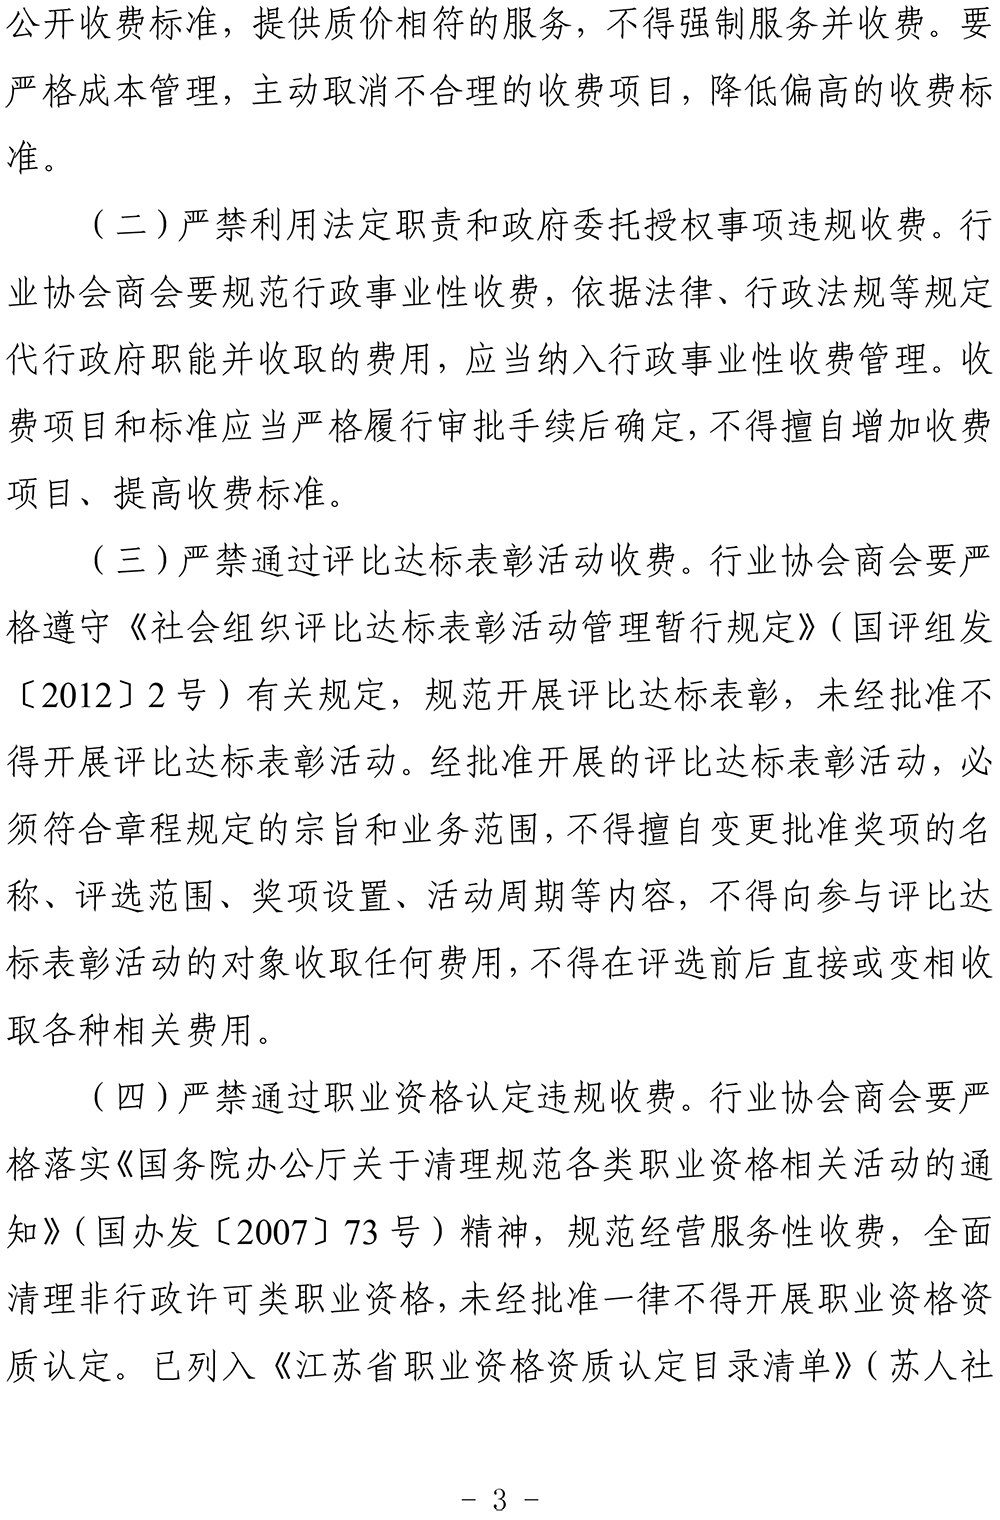 公开收费标准，提供质价相符的服务，不得强制服务并收费。要
严格成本管理，主动取消不合理的收费项目，降低偏高的收费标
准。
（二）严禁利用法定职责和政府委托授权事项违规收费。行
业协会商会要规范行政事业性收费，依据法律、行政法规等规定
代行政府职能并收取的费用，应当纳入行政事业性收费管理。收
费项目和标准应当严格履行审批手续后确定，不得擅自增加收费
项目、提高收费标准。
（三）严禁通过评比达标表彰活动收费。行业协会商会要严
格遵守《社会组织评比达标表彰活动管理暂行规定》（国评组发
〔2012〕2 号）有关规定，规范开展评比达标表彰，未经批准不
得开展评比达标表彰活动。经批准开展的评比达标表彰活动，必
须符合章程规定的宗旨和业务范围，不得擅自变更批准奖项的名
称、评选范围、奖项设置、活动周期等内容，不得向参与评比达
标表彰活动的对象收取任何费用，不得在评选前后直接或变相收
取各种相关费用。
（四）严禁通过职业资格认定违规收费。行业协会商会要严
格落实《国务院办公厅关于清理规范各类职业资格相关活动的通
知》（国办发〔2007〕73 号）精神，规范经营服务性收费，全面
清理非行政许可类职业资格，未经批准一律不得开展职业资格资
质认定。已列入《江苏省职业资格资质认定目录清单》（苏人社
- 3 -